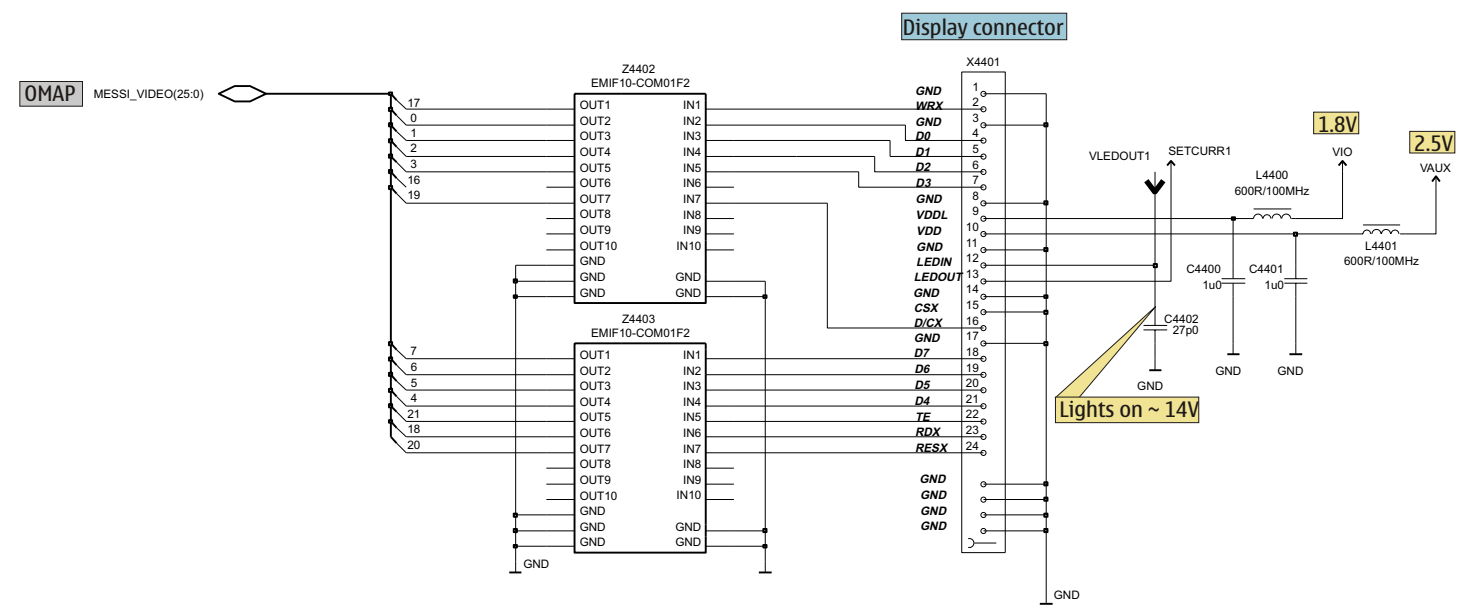 Display connector
OMAP
MESSI_VIDEO(25:0)
Z4402
EMIF10-COM01F2
17
0
1
2
3
16
19
OUT1
OUT2
OUT3
OUT4
OUT5
OUT6
OUT7
OUT8
OUT9
OUT10
GND
GND
GND
IN1
IN2
IN3
IN4
IN5
IN6
IN7
IN8
IN9
IN10
GND
GND
Z4403
EMIF10-COM01F2
7
6
5
4
21
18
20
OUT1
OUT2
OUT3
OUT4
OUT5
OUT6
OUT7
OUT8
OUT9
OUT10
GND
GND
GND
IN1
IN2
IN3
IN4
IN5
IN6
IN7
IN8
IN9
IN10
GND
GND
GND
X4401
GND 1
WRX 2
GND 3
D0 4
D1 5
D2 6
D3 7
GND 8
VDDL 9
VDD 10
GND 11
LEDIN 12
LEDOUT 13
GND 14
CSX 15
D/CX 16
GND 17
D7 18
D6 19
D5 20
D4 21
TE 22
RDX 23
RESX 24
GND
GND
GND
GND
GND
VLEDOUT1
SETCURR1
1.8V
VIO
2.5V
VAUX
L4400
600R/100MHz
L4401
600R/100MHz
C4400
1u0
C4401
1u0
C4402
27p0
GND
GND
GND
Lights on ~ 14V